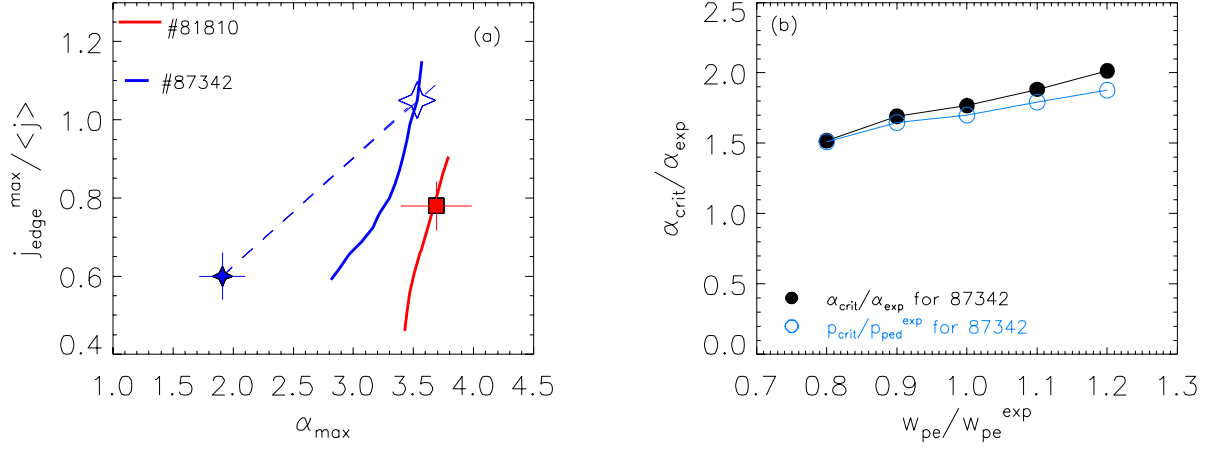 #81810
#87342
(a)
1.2
1.0
0.8
0.6
0.4
j_edge^max/<j>
1.0 1.5 2.0 2.5 3.0 3.5 4.0 4.5
α_max
(b)
2.5
2.0
1.5
1.0
0.5
0.0
α_crit/α_exp
α_crit/α_exp for 87342
p_crit/p_ped^exp for 87342
0.7 0.8 0.9 1.0 1.1 1.2 1.3
w_pe/w_pe^exp